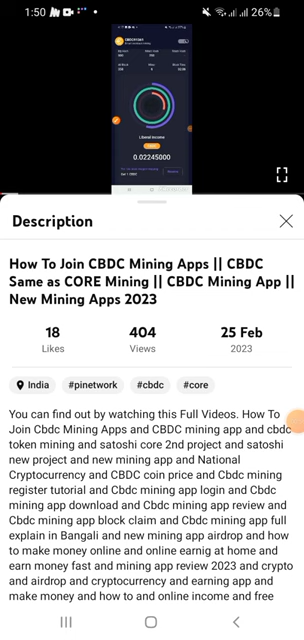 1:50
26%
Liberal income
0.02245000
Description
How To Join CBDC Mining Apps || CBDC
Same as CORE Mining || CBDC Mining App ||
New Mining Apps 2023
18 404 25 Feb
Likes Views 2023
India #pinetwork #cbdc #core
You can find out by watching this Full Videos. How To
Join Cbdc Mining Apps and CBDC mining app and cbdc
token mining and satoshi core 2nd project and satoshi
new project and new mining app and National
Cryptocurrency and CBDC coin price and Cbdc mining
register tutorial and Cbdc mining app login and Cbdc
mining app download and Cbdc mining app review and
Cbdc mining app block claim and Cbdc mining app full
explain in Bangali and new mining app airdrop and how
to make money online and online earnig at home and
earn money fast and mining app review 2023 and crypto
and airdrop and cryptocurrency and earning app and
make money and how to and online income and free